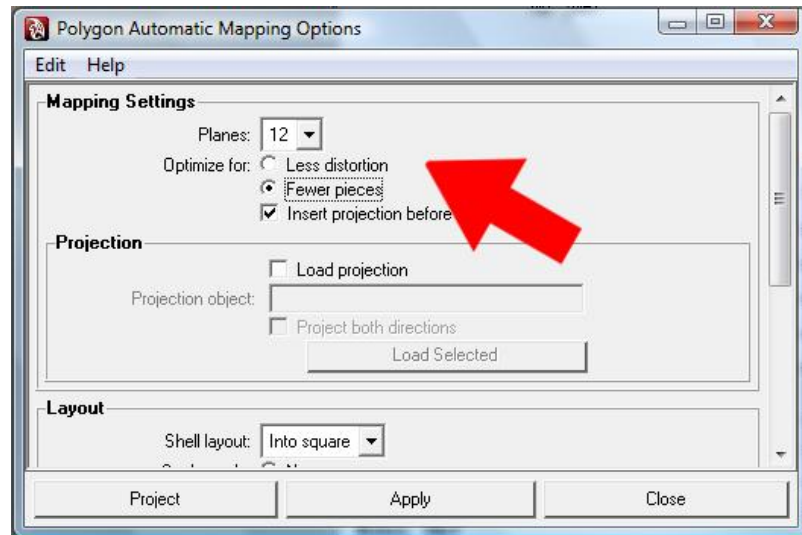 Polygon Automatic Mapping Options
Edit Help
Mapping Settings
Planes: 12
Optimize for: Less distortion
Fewer pieces
Insert projection before
Projection
Load projection
Projection object:
Project both directions
Load Selected
Layout
Shell layout: Into square
Project Apply Close